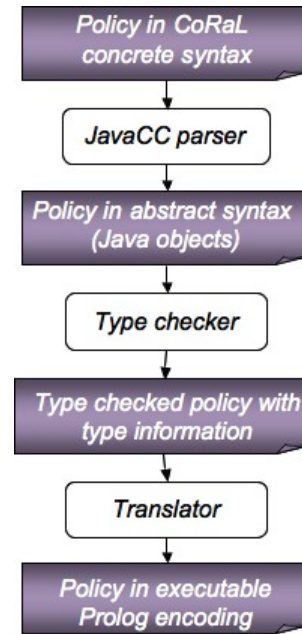 Policy in CoRaL
concrete syntax
JavaCC parser
Policy in abstract syntax
(Java objects)
Type checker
Type checked policy with
type information
Translator
Policy in executable
Prolog encoding